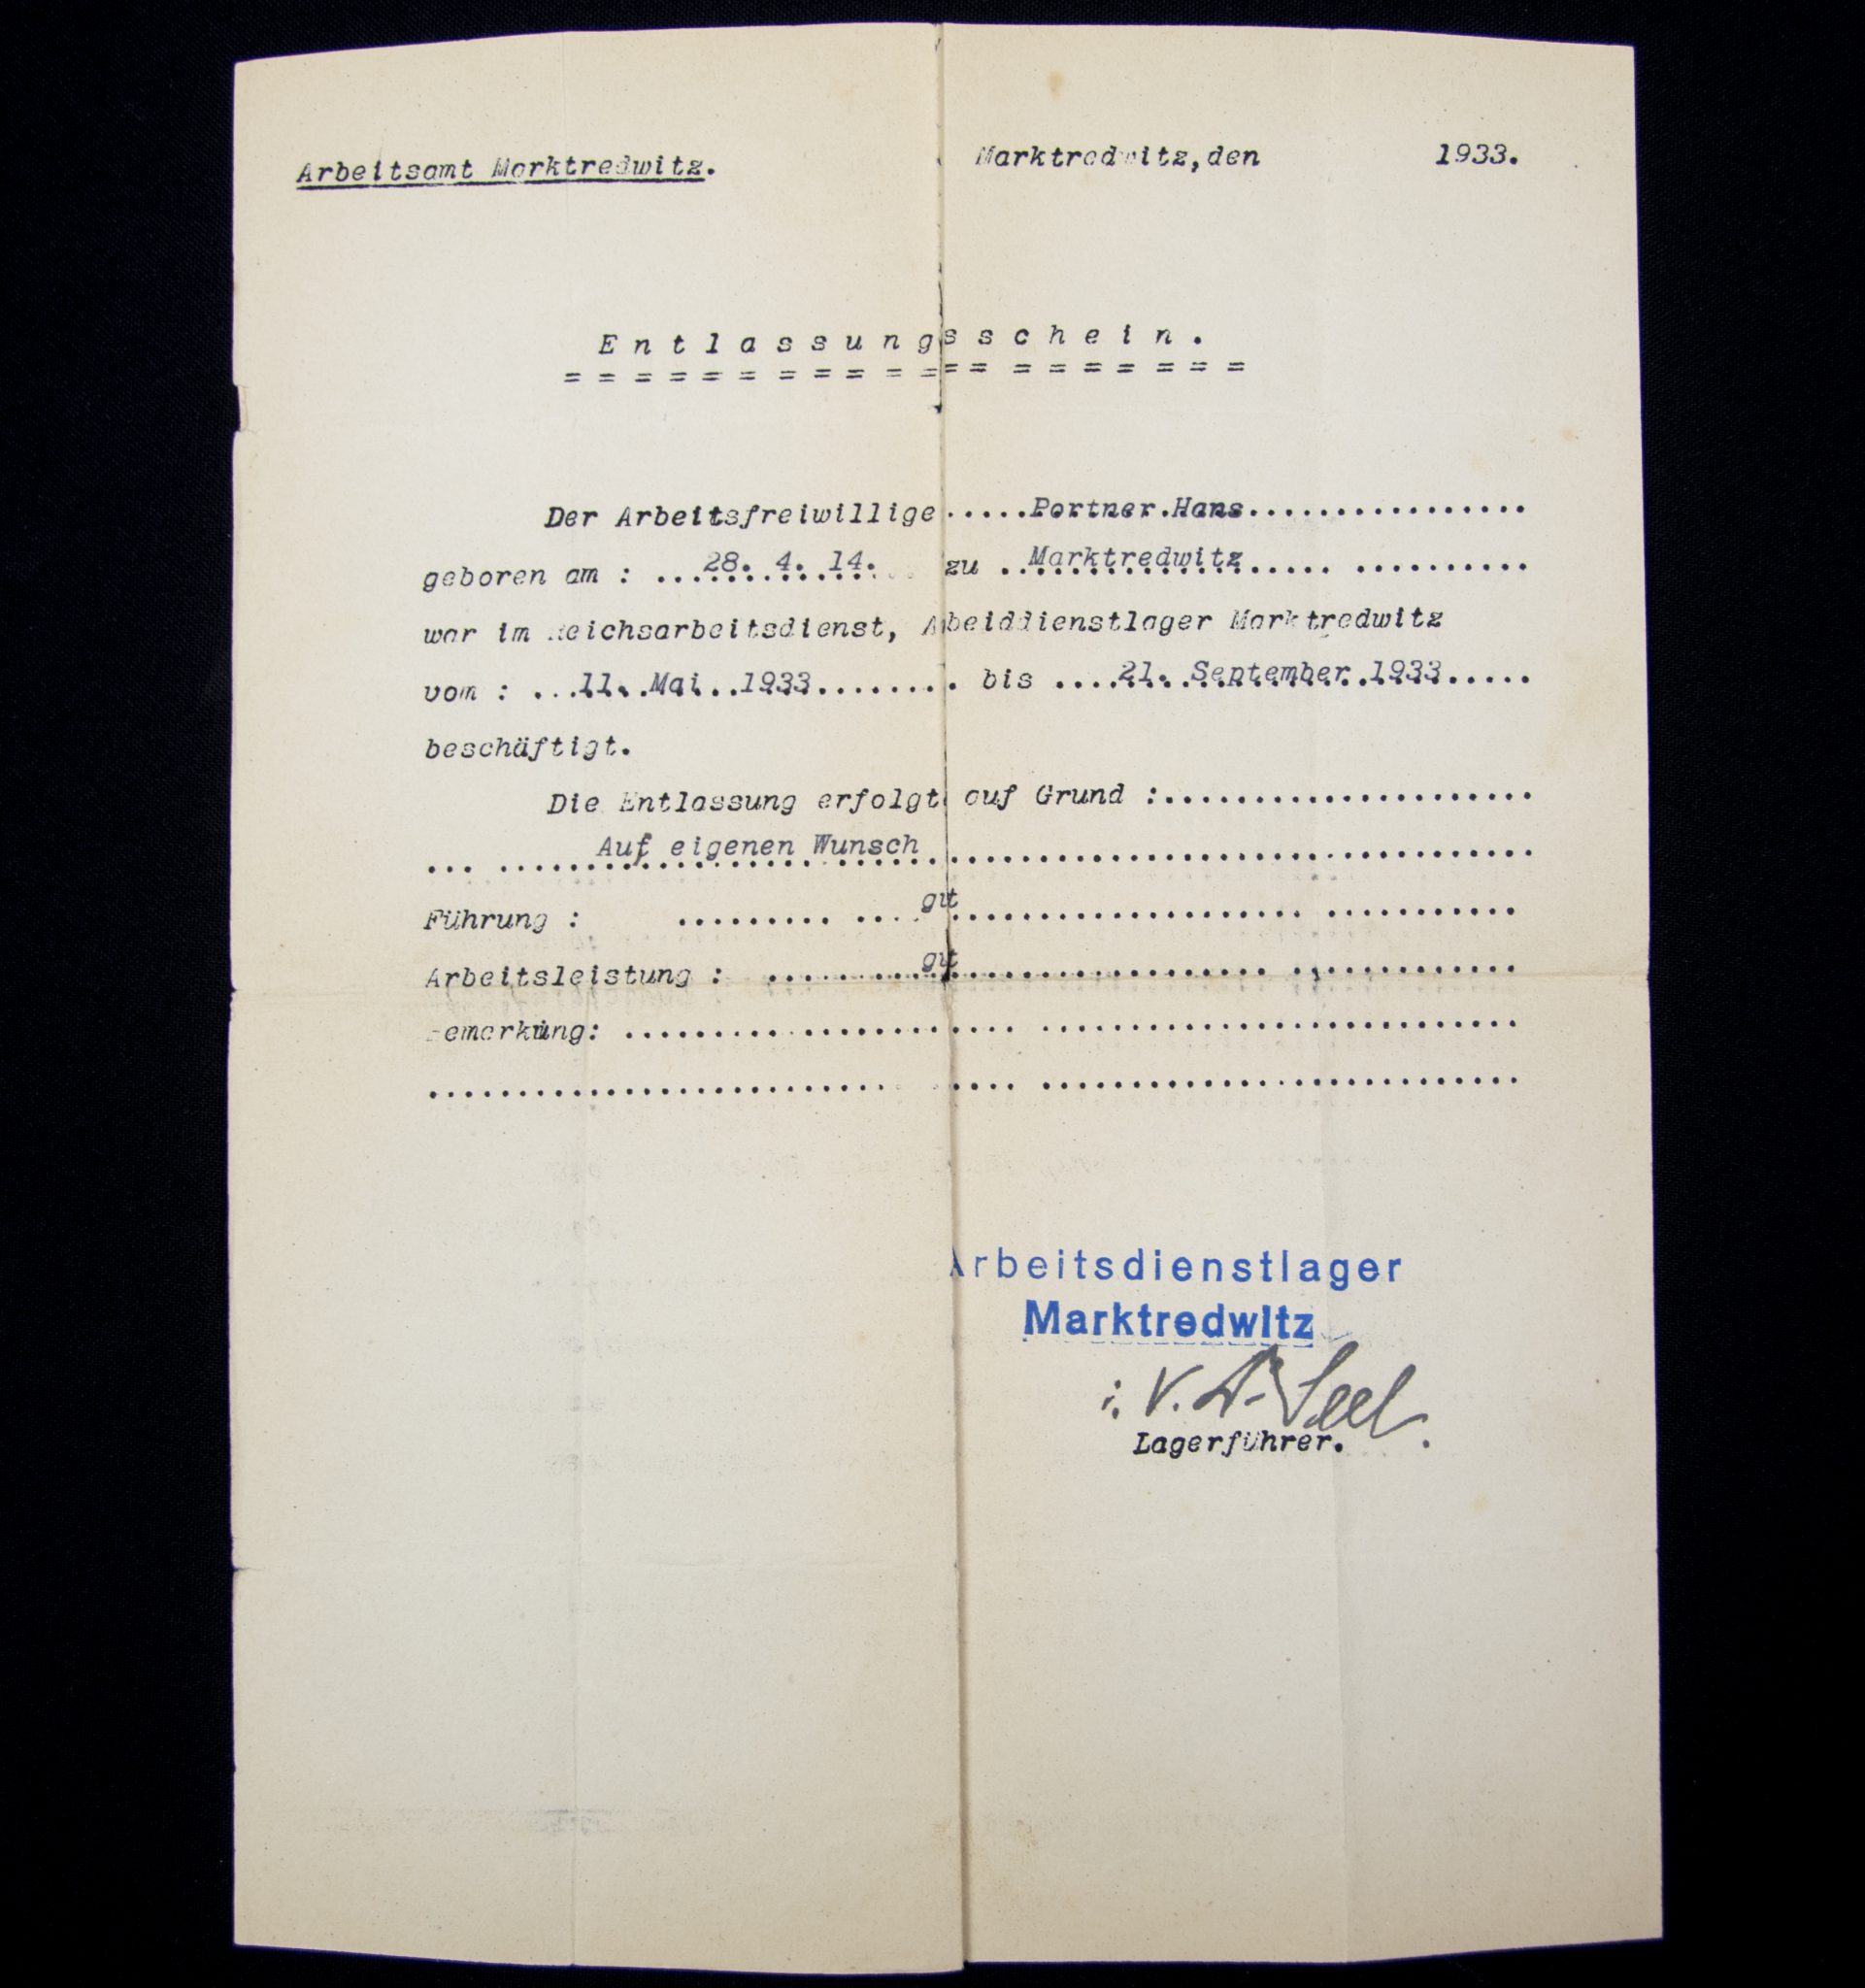 Arbeitsamt Marktredwitz.
Marktredwitz, den 1933.
Entlassungsschein.
= = = = = = = = = = = = = = = = = = = =
Der Arbeitsfreiwillige.....Portner.Hans................
geboren am : ...28. 4. 14. zu ..Marktredwitz..... ..........
war im Reichsarbeitsdienst, Abeiddienstlager Marktredwitz
vom : ...11..Mai..1933........ bis ....21. September.1933.....
beschäftigt.
Die Entlassung erfolgt auf Grund :.....................
... ......Auf eigenen Wunsch..................................
Führung : ......... ....gut.................... ...........
Arbeitsleistung : .........gut.................. .............
Bemerkung: ...................... ...........................
.......................... .... ...........................
Arbeitsdienstlager
Marktredwitz
i. V. A. Seel.
Lagerführer.